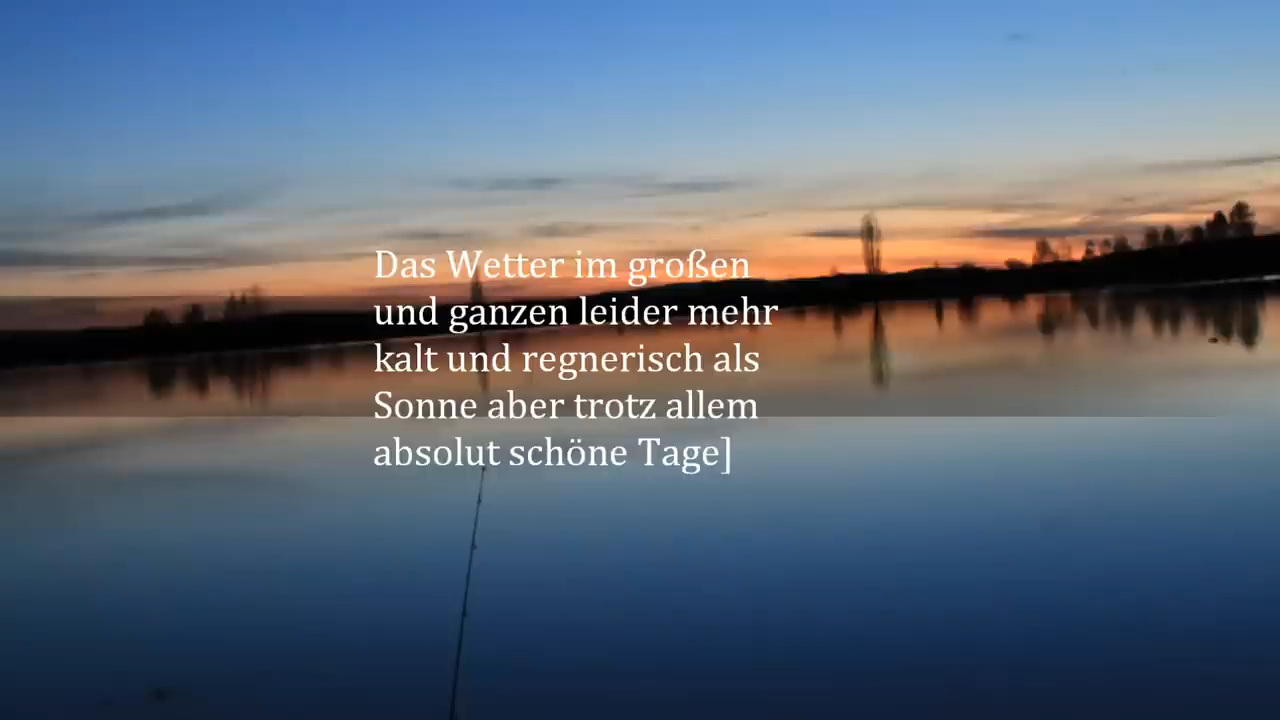 Das Wetter im großen
und ganzen leider mehr
kalt und regnerisch als
Sonne aber trotz allem
absolut schöne Tage]